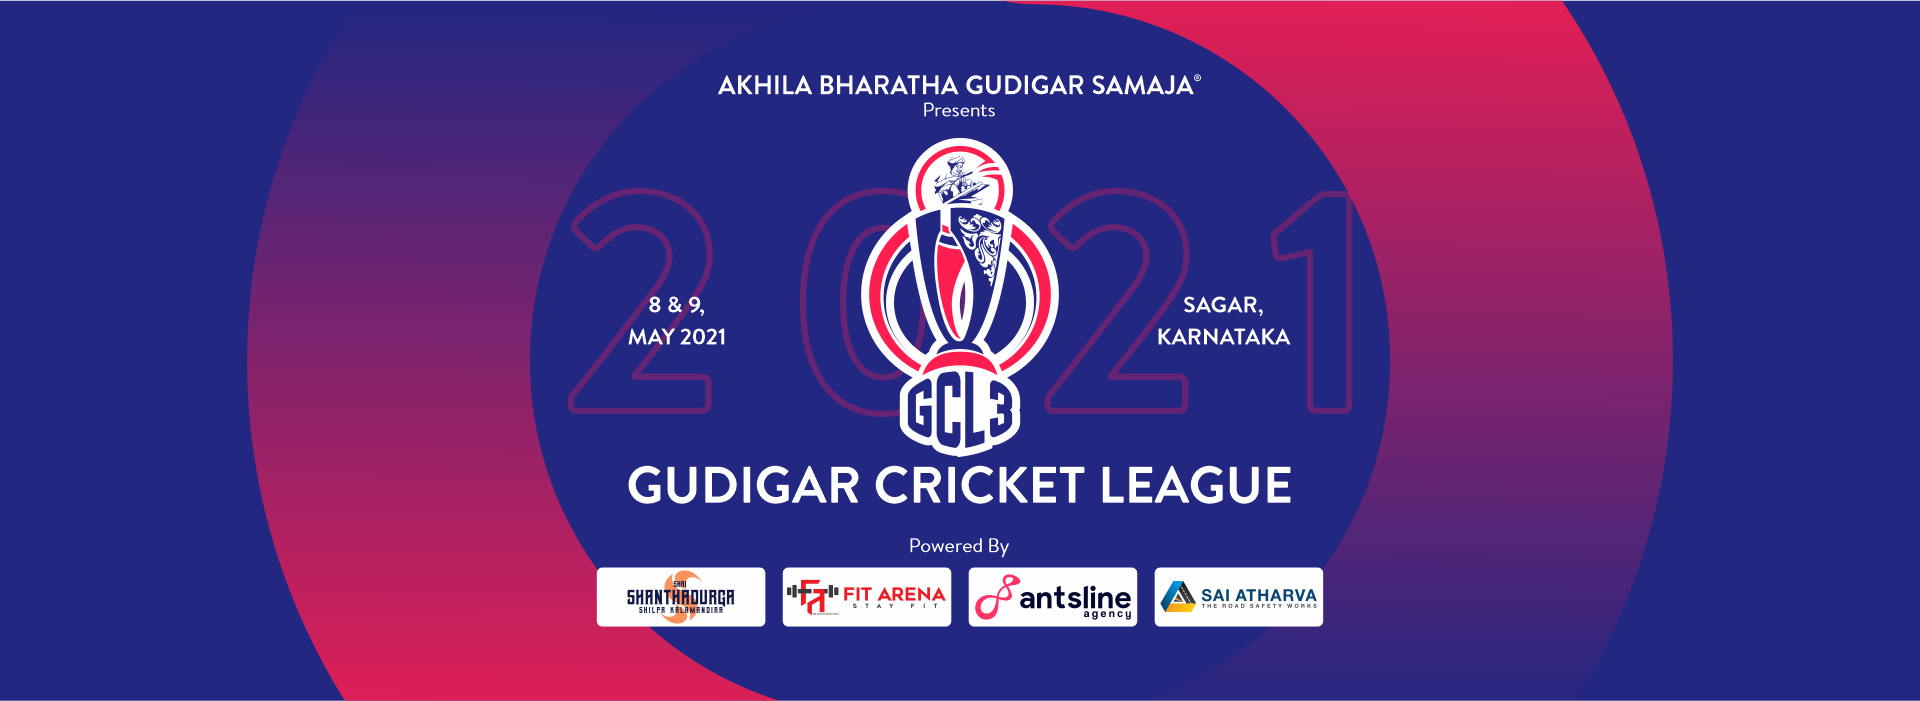 AKHILA BHARATHA GUDIGAR SAMAJA®
Presents
2021
8 & 9,
MAY 2021
SAGAR,
KARNATAKA
GCL3
GUDIGAR CRICKET LEAGUE
Powered By
SHRI
SHANTHADURGA
SHILPA KALAMANDIRA
FIT ARENA
STAY FIT
antsline
agency
SAI ATHARVA
THE ROAD SAFETY WORKS